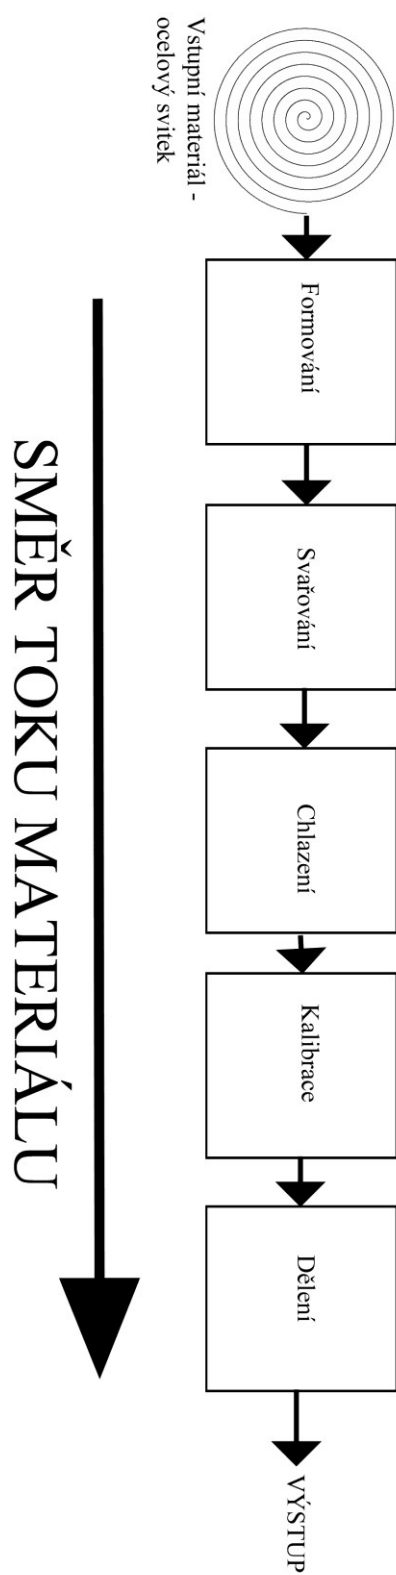 Vstupní materiál -
ocelový svitek
Formování
Svařování
Chlazení
Kalibrace
Dělení
VÝSTUP
SMĚR TOKU MATERIÁLU